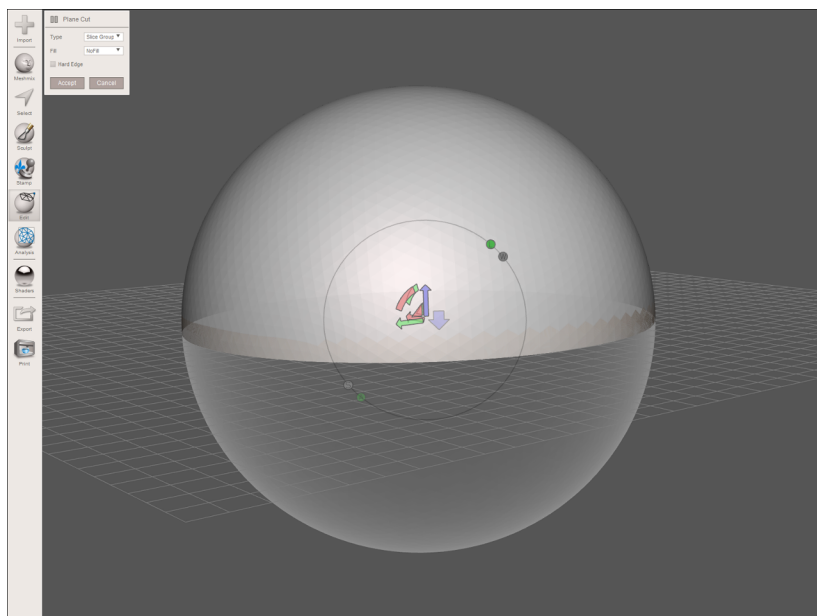 Import
Meshmix
Select
Sculpt
Stamp
Edit
Analysis
Shaders
Export
Print
Plane Cut
Type Slice Group
Fill NoFill
Hard Edge
Accept Cancel